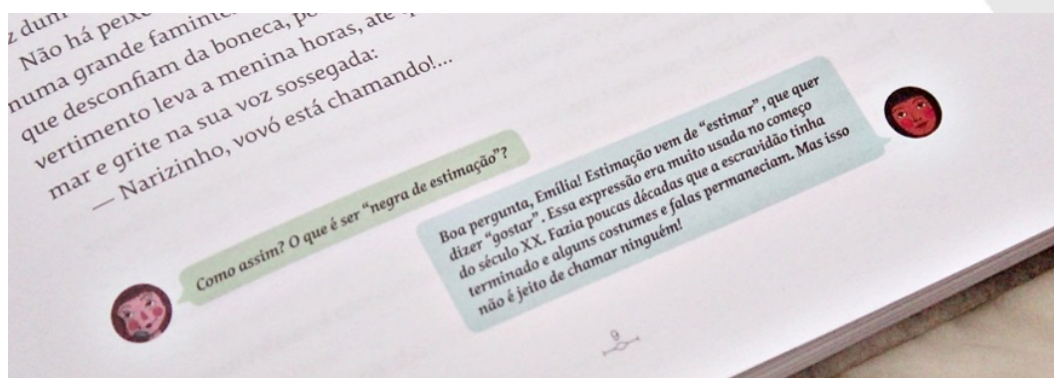 z dum
Não há peixe
numa grande faminta
que desconfiam da boneca, p
vertimento leva a menina horas, até
mar e grite na sua voz sossegada:
— Narizinho, vovó está chamando!...
Como assim? O que é ser “negra de estimação”?
Boa pergunta, Emília! Estimação vem de “estimar”, que quer
dizer “gostar”. Essa expressão era muito usada no começo
do século XX. Fazia poucas décadas que a escravidão tinha
terminado e alguns costumes e falas permaneciam. Mas isso
não é jeito de chamar ninguém!
9